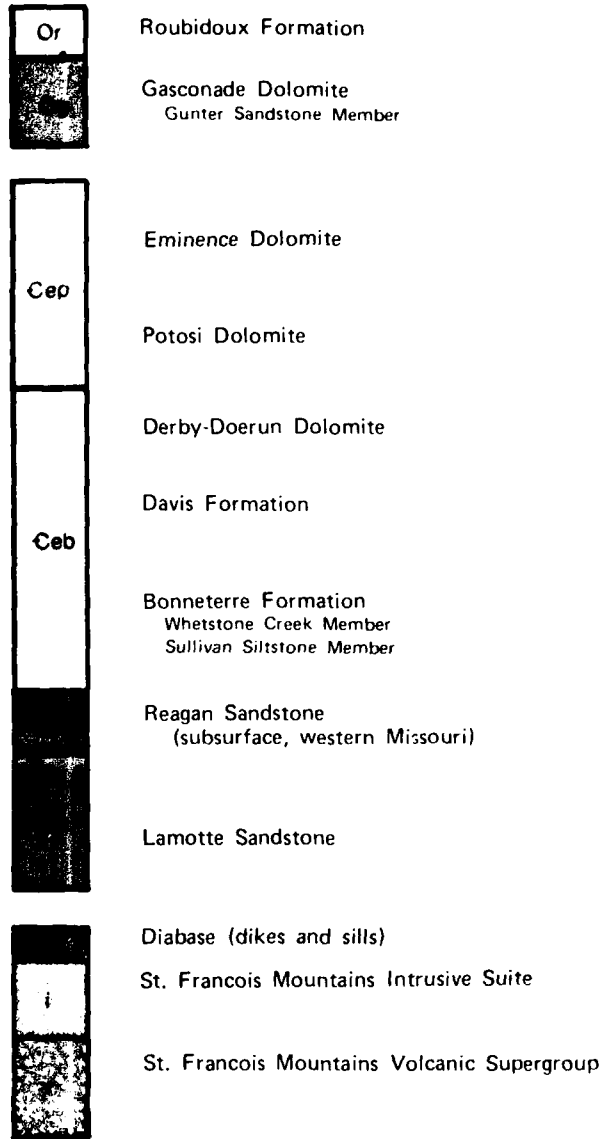 Or Roubidoux Formation
Gasconade Dolomite
Gunter Sandstone Member
Eminence Dolomite
Ꞓep
Potosi Dolomite
Derby-Doerun Dolomite
Davis Formation
Ꞓeb
Bonneterre Formation
Whetstone Creek Member
Sullivan Siltstone Member
Reagan Sandstone
(subsurface, western Missouri)
Lamotte Sandstone
Diabase (dikes and sills)
St. Francois Mountains Intrusive Suite
i
St. Francois Mountains Volcanic Supergroup